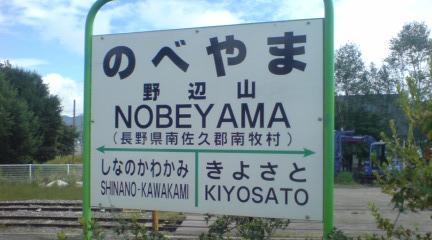 のべやま
野辺山
NOBEYAMA
(長野県南佐久郡南牧村)
しなのかわかみ きよさと
SHINANO-KAWAKAMI KIYOSATO